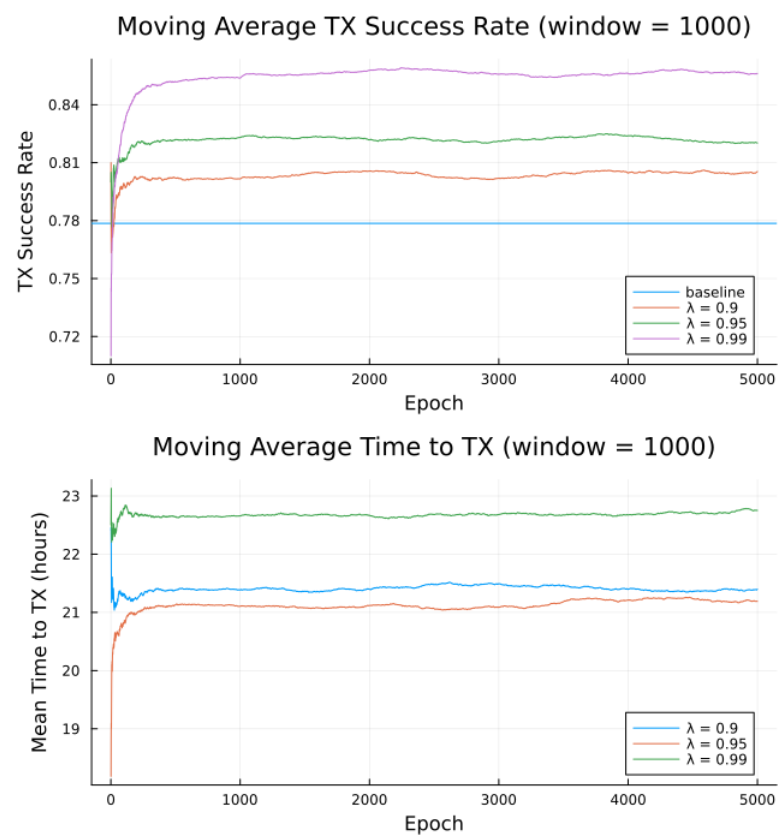 Moving Average TX Success Rate (window = 1000)
TX Success Rate
0.84
0.81
0.78
0.75
0.72
baseline
λ = 0.9
λ = 0.95
λ = 0.99
0 1000 2000 3000 4000 5000
Epoch
Moving Average Time to TX (window = 1000)
Mean Time to TX (hours)
23
22
21
20
19
λ = 0.9
λ = 0.95
λ = 0.99
0 1000 2000 3000 4000 5000
Epoch